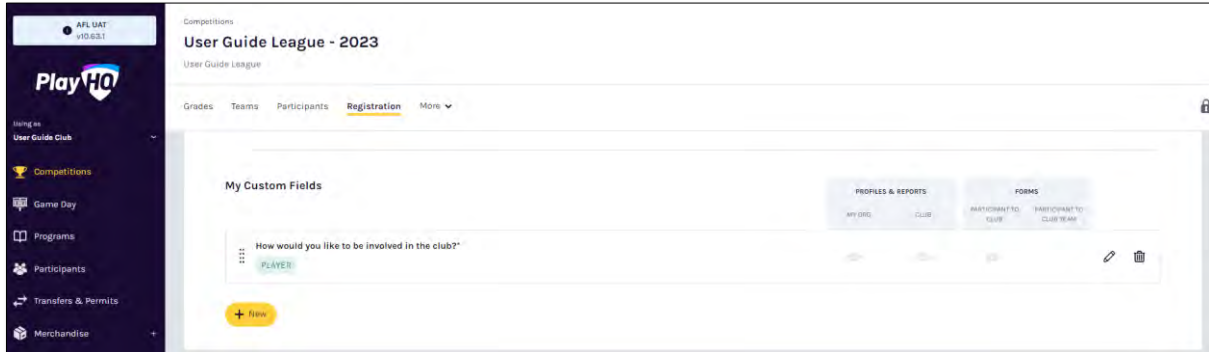 AFL UAT
v10.63.1
PlayHQ
Using as
User Guide Club
Competitions
Game Day
Programs
Participants
Transfers & Permits
Merchandise
Competitions
User Guide League - 2023
User Guide League
Grades Teams Participants Registration More
My Custom Fields
PROFILES & REPORTS FORMS
MY ORG CLUB PARTICIPANT TO CLUB PARTICIPANT TO CLUB TEAM
How would you like to be involved in the club?*
PLAYER
+ New